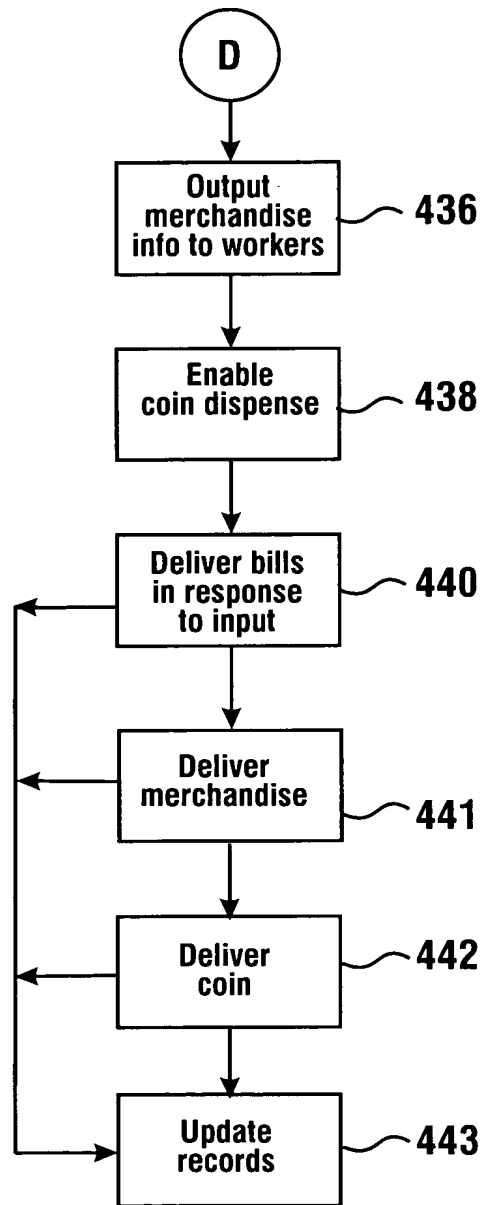 D
Output
merchandise
info to workers
436
Enable
coin dispense
438
Deliver bills
in response
to input
440
Deliver
merchandise
441
Deliver
coin
442
Update
records
443